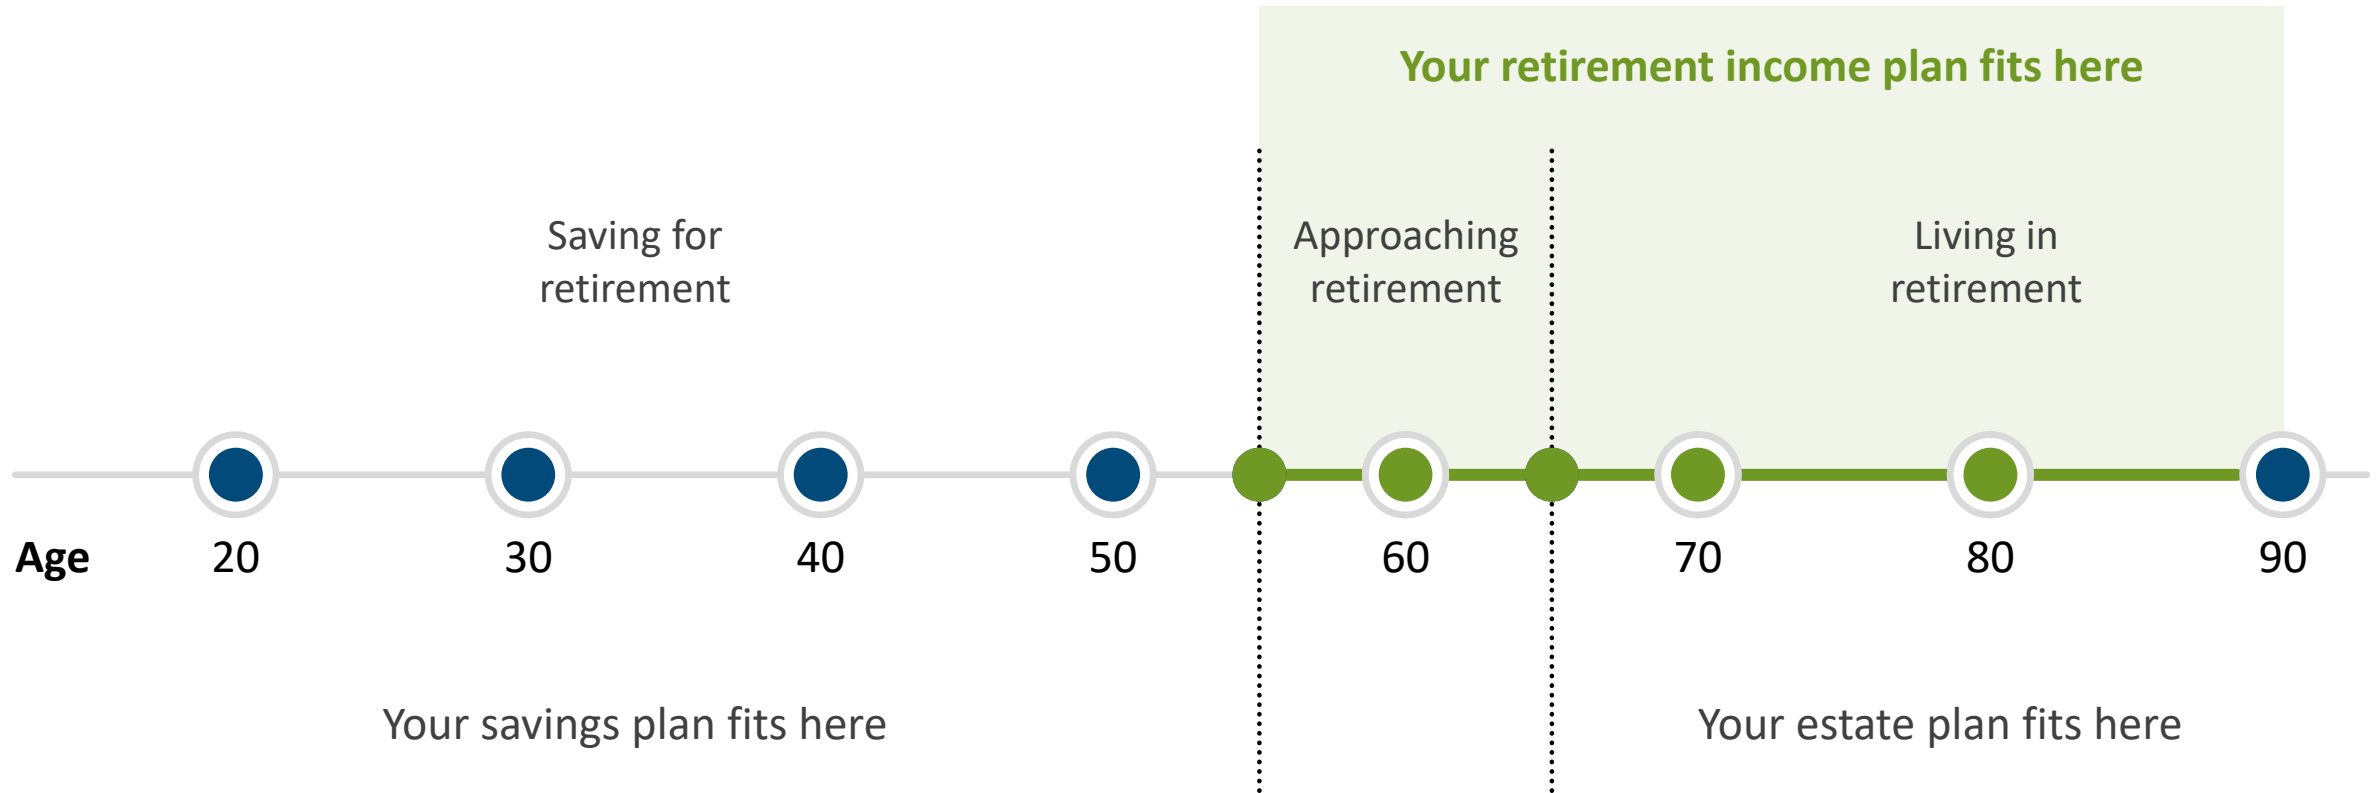 Your retirement income plan fits here
Saving for
retirement
Approaching
retirement
Living in
retirement
Age 20 30 40 50 60 70 80 90
Your savings plan fits here
Your estate plan fits here